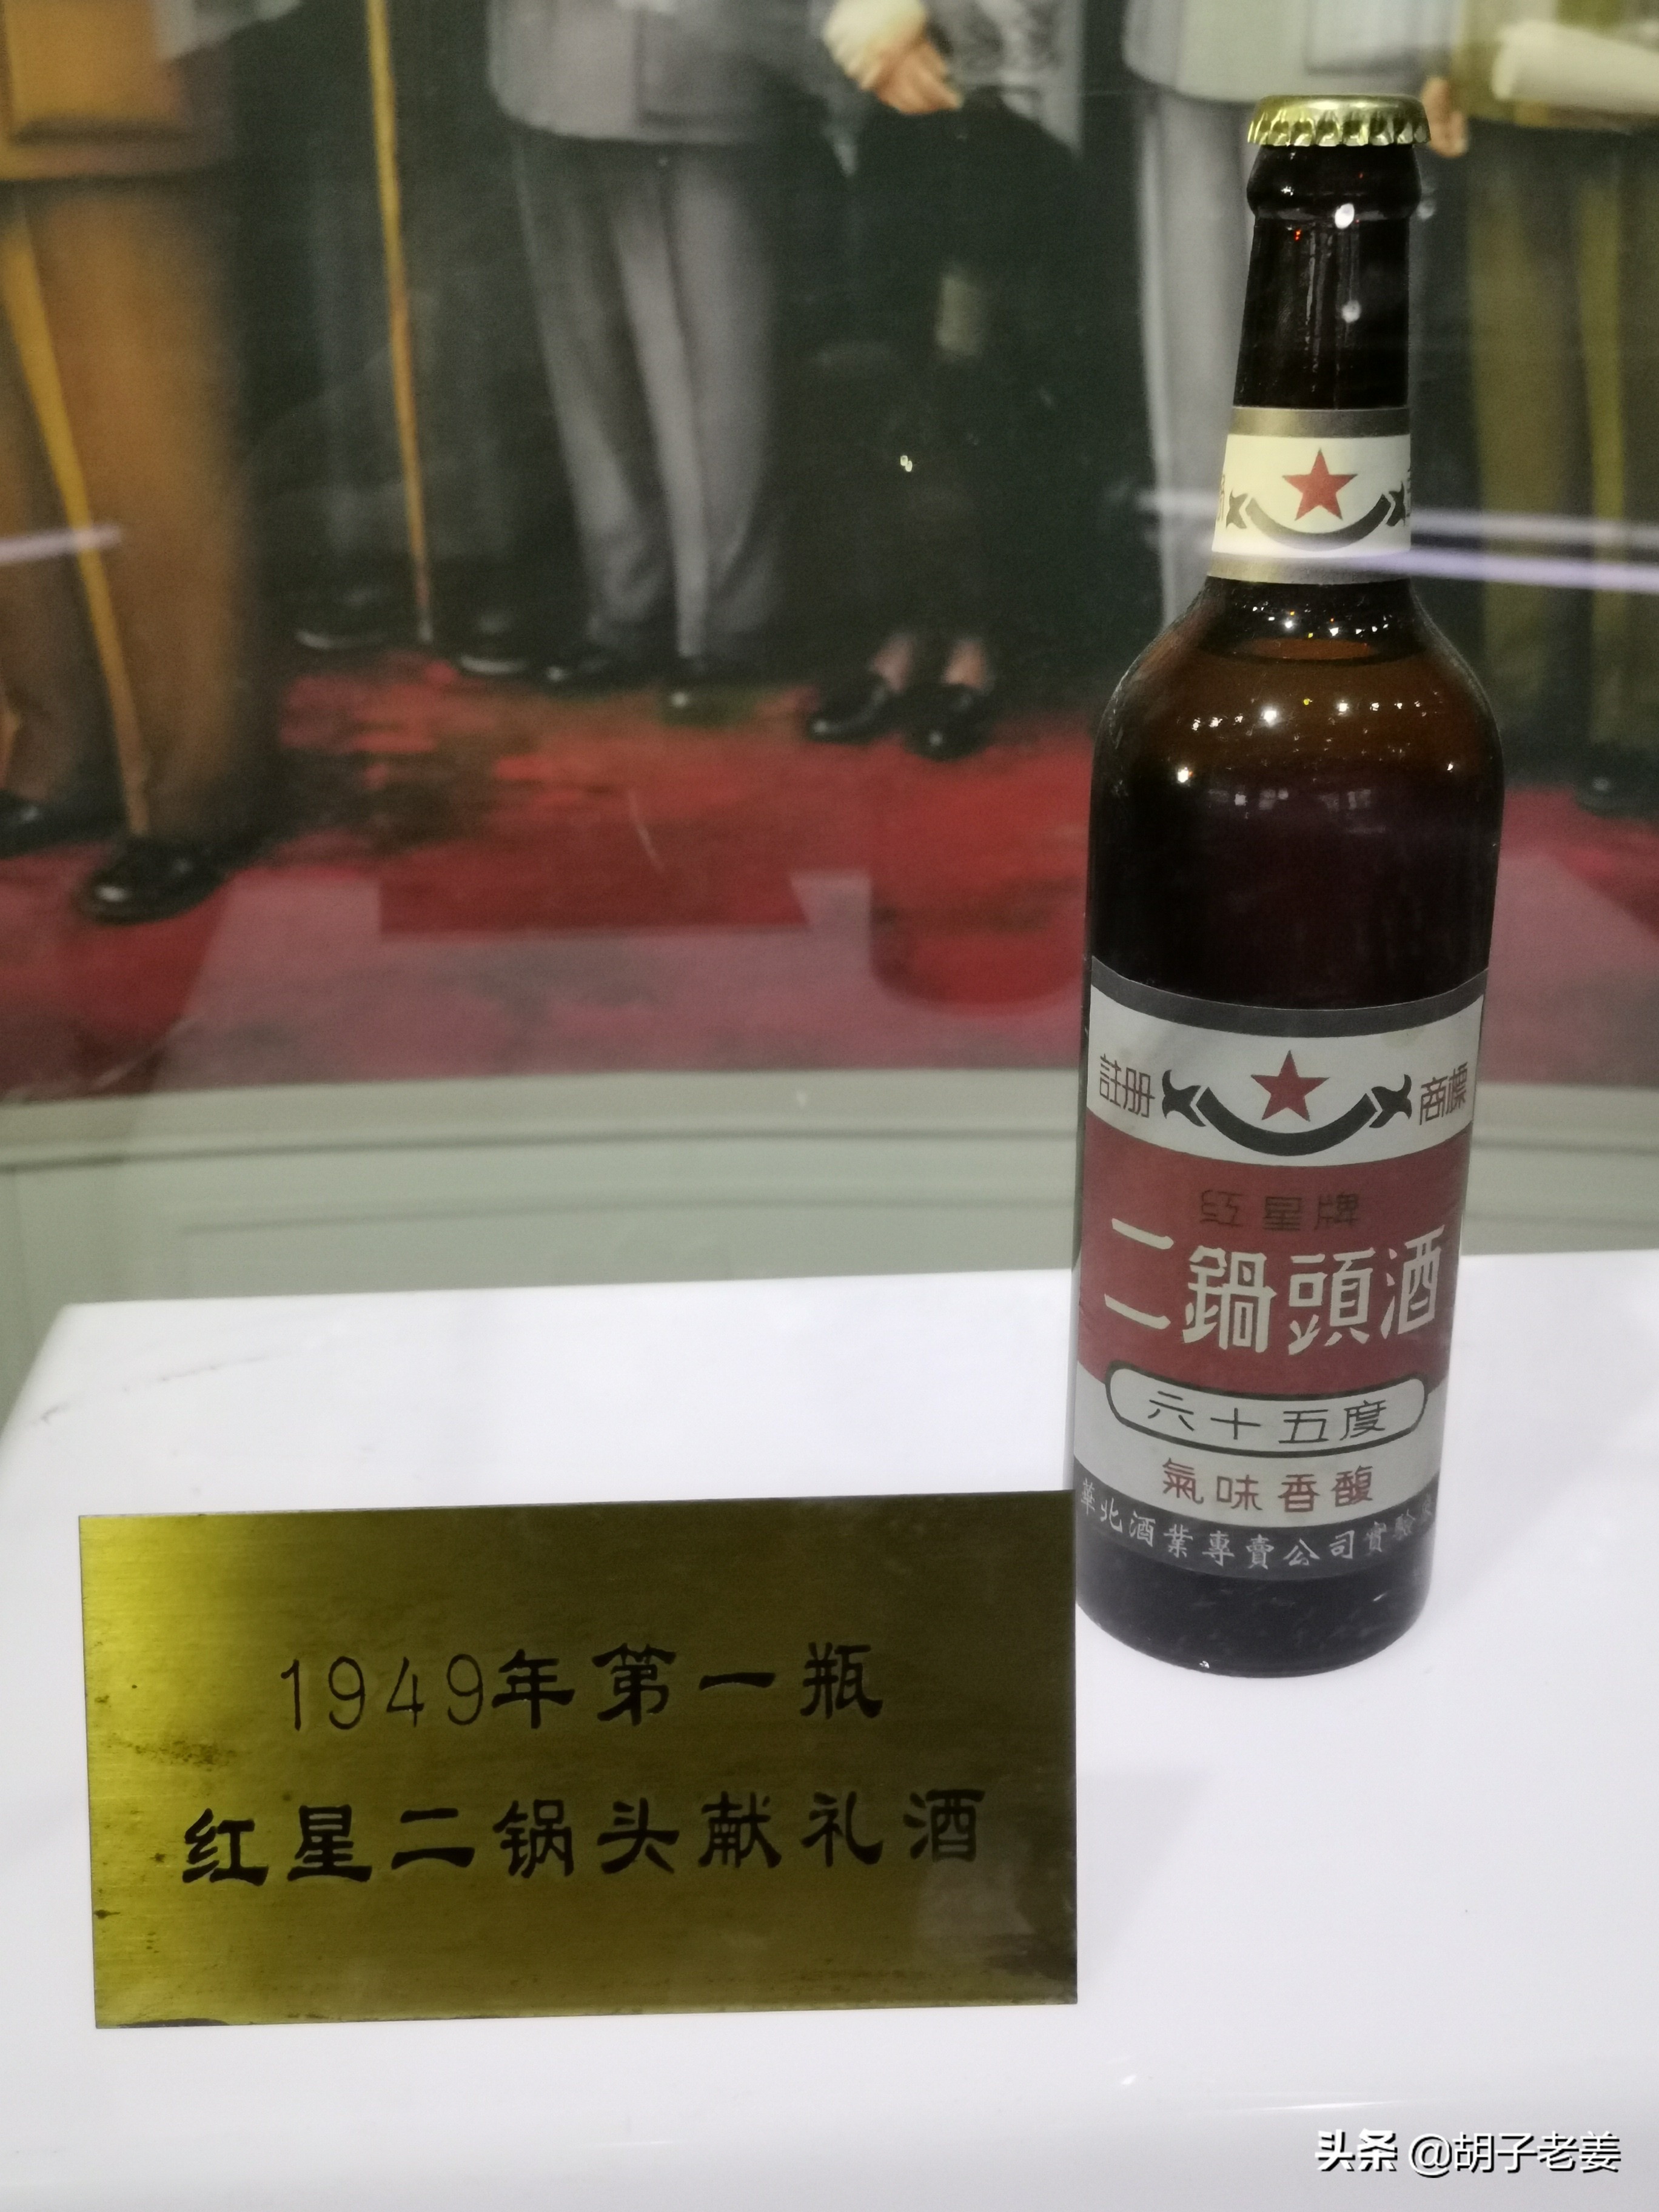 註册 商標
红星牌
二鍋頭酒
六十五度
氣味香馥
華北酒業專賣公司實驗
1949年第一瓶
红星二锅头献礼酒
头条 @胡子老姜